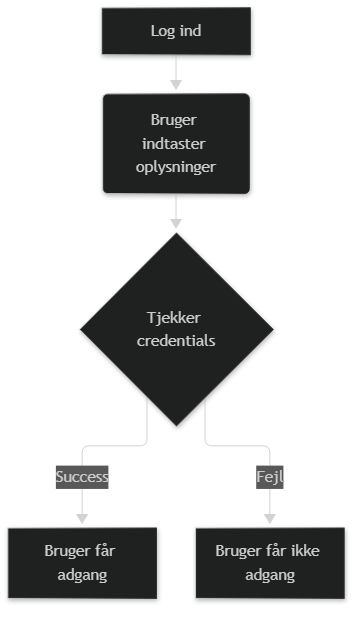 Log ind
Bruger
indtaster
oplysninger
Tjekker
credentials
Success
Fejl
Bruger får
adgang
Bruger får ikke
adgang